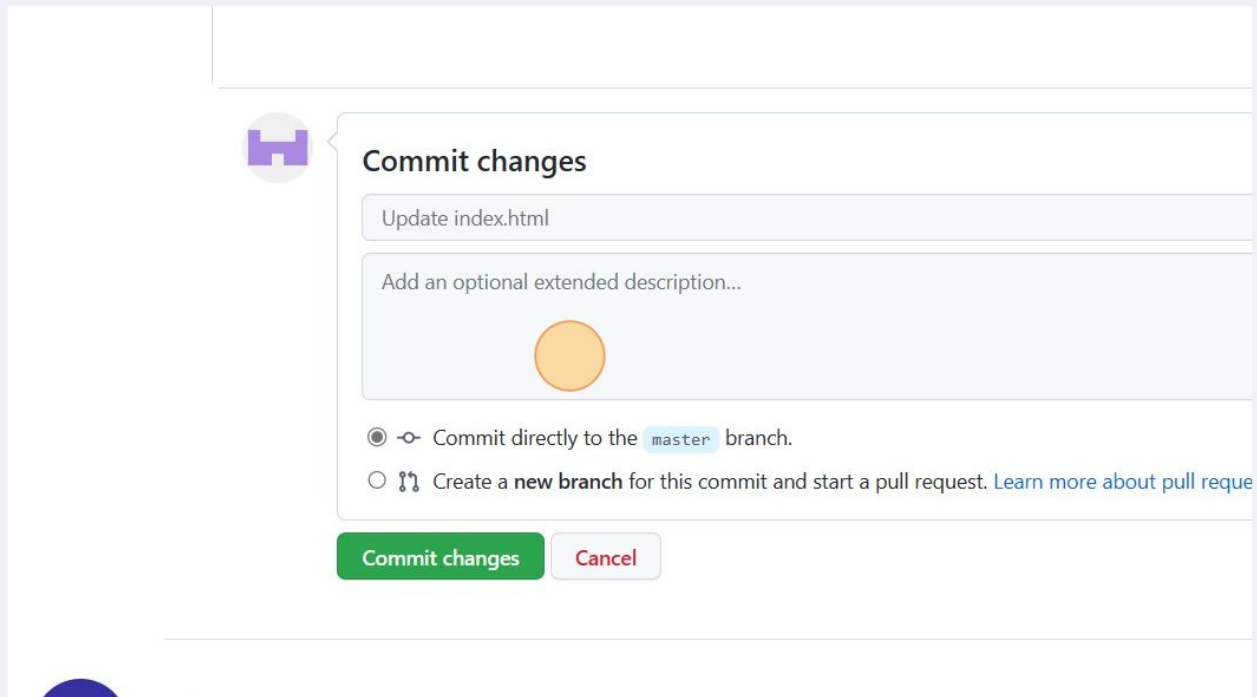 Commit changes
Update index.html
Add an optional extended description...
Commit directly to the master branch.
Create a new branch for this commit and start a pull request. Learn more about pull reque
Commit changes Cancel